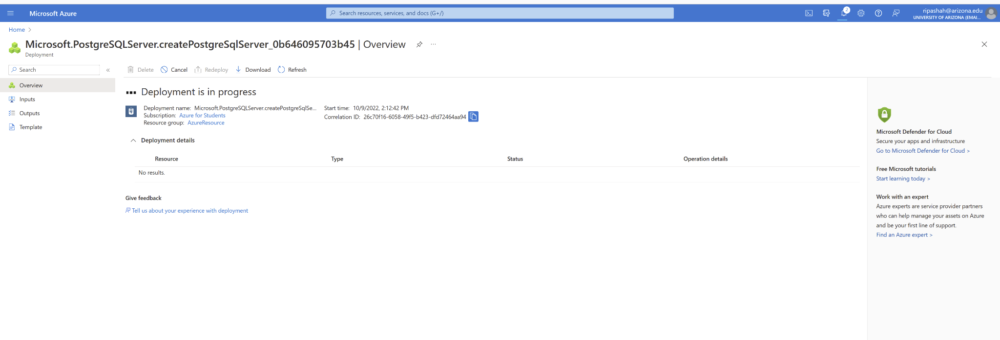 Microsoft Azure
Search resources, services, and docs (G+/)
2
ripashah@arizona.edu
UNIVERSITY OF ARIZONA (EMAI...
Home >
Microsoft.PostgreSQLServer.createPostgreSqlServer_0b646095703b45 | Overview ...
Deployment
Search «
Delete Cancel Redeploy Download Refresh
Overview
Inputs
Outputs
Template
Deployment is in progress
Deployment name: Microsoft.PostgreSQLServer.createPostgreSqlSe...
Subscription: Azure for Students
Resource group: AzureResource
Start time: 10/9/2022, 2:12:42 PM
Correlation ID: 26c70f16-6058-49f5-b423-dfd72464aa94
Deployment details
Resource Type Status Operation details
No results.
Give feedback
Tell us about your experience with deployment
Microsoft Defender for Cloud
Secure your apps and infrastructure
Go to Microsoft Defender for Cloud >
Free Microsoft tutorials
Start learning today >
Work with an expert
Azure experts are service provider partners
who can help manage your assets on Azure
and be your first line of support.
Find an Azure expert >